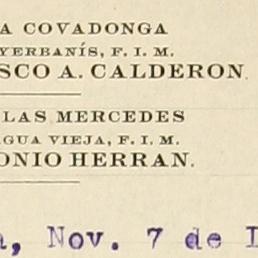 A COVADONGA
YERBANÍS, F. I. M.
SCO A. CALDERON.
LAS MERCEDES
AGUA VIEJA, F. I. M.
ONIO HERRAN.
a, Nov. 7 de